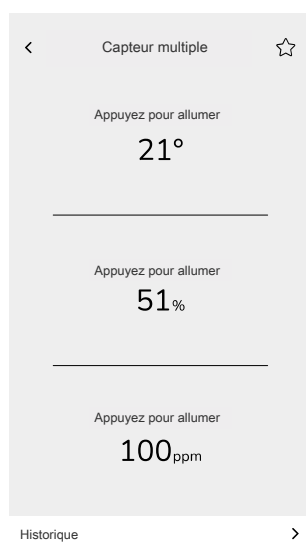 Capteur multiple
Appuyez pour allumer
21°
Appuyez pour allumer
51%
Appuyez pour allumer
100ppm
Historique